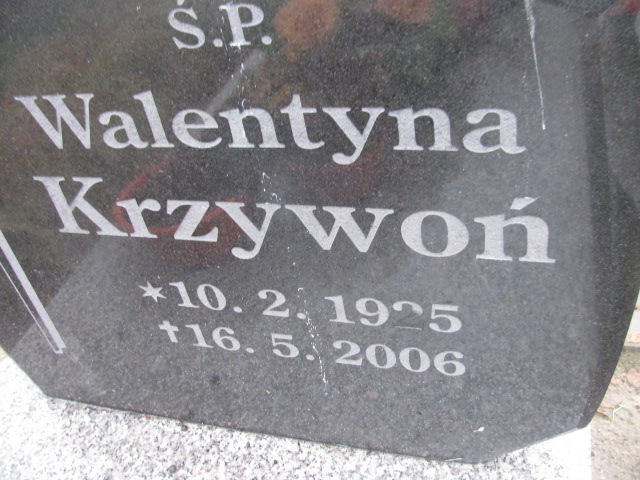 Ś.P.
Walentyna
Krzywoń
*10. 2. 1925
†16. 5. 2006